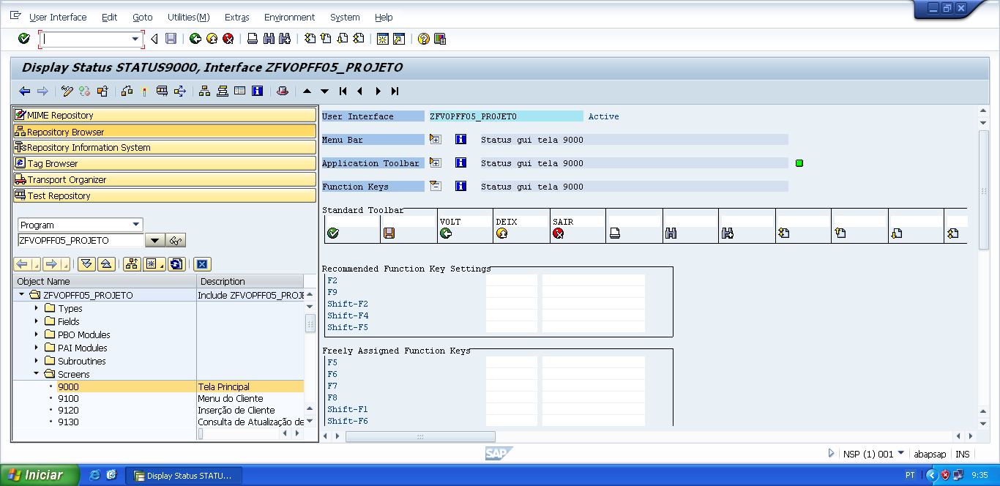 User Interface Edit Goto Utilities(M) Extras Environment System Help
Display Status STATUS9000, Interface ZFVOPFF05_PROJETO
MIME Repository
Repository Browser
Repository Information System
Tag Browser
Transport Organizer
Test Repository
Program
ZFVOPFF05_PROJETO
Object Name Description
ZFVOPFF05_PROJETO Include ZFVOPFF05_PROJE
Types
Fields
PBO Modules
PAI Modules
Subroutines
Screens
9000 Tela Principal
9100 Menu do Cliente
9120 Inserção de Cliente
9130 Consulta de Atualização de
User Interface ZFVOPFF05_PROJETO Active
Menu Bar Status gui tela 9000
Application Toolbar Status gui tela 9000
Function Keys Status gui tela 9000
Standard Toolbar
VOLT DEIX SAIR
Recommended Function Key Settings
F2
F9
Shift-F2
Shift-F4
Shift-F5
Freely Assigned Function Keys
F5
F6
F7
F8
Shift-F1
Shift-F6
SAP
NSP (1) 001 abapsap INS
Iniciar Display Status STATU... PT 9:35